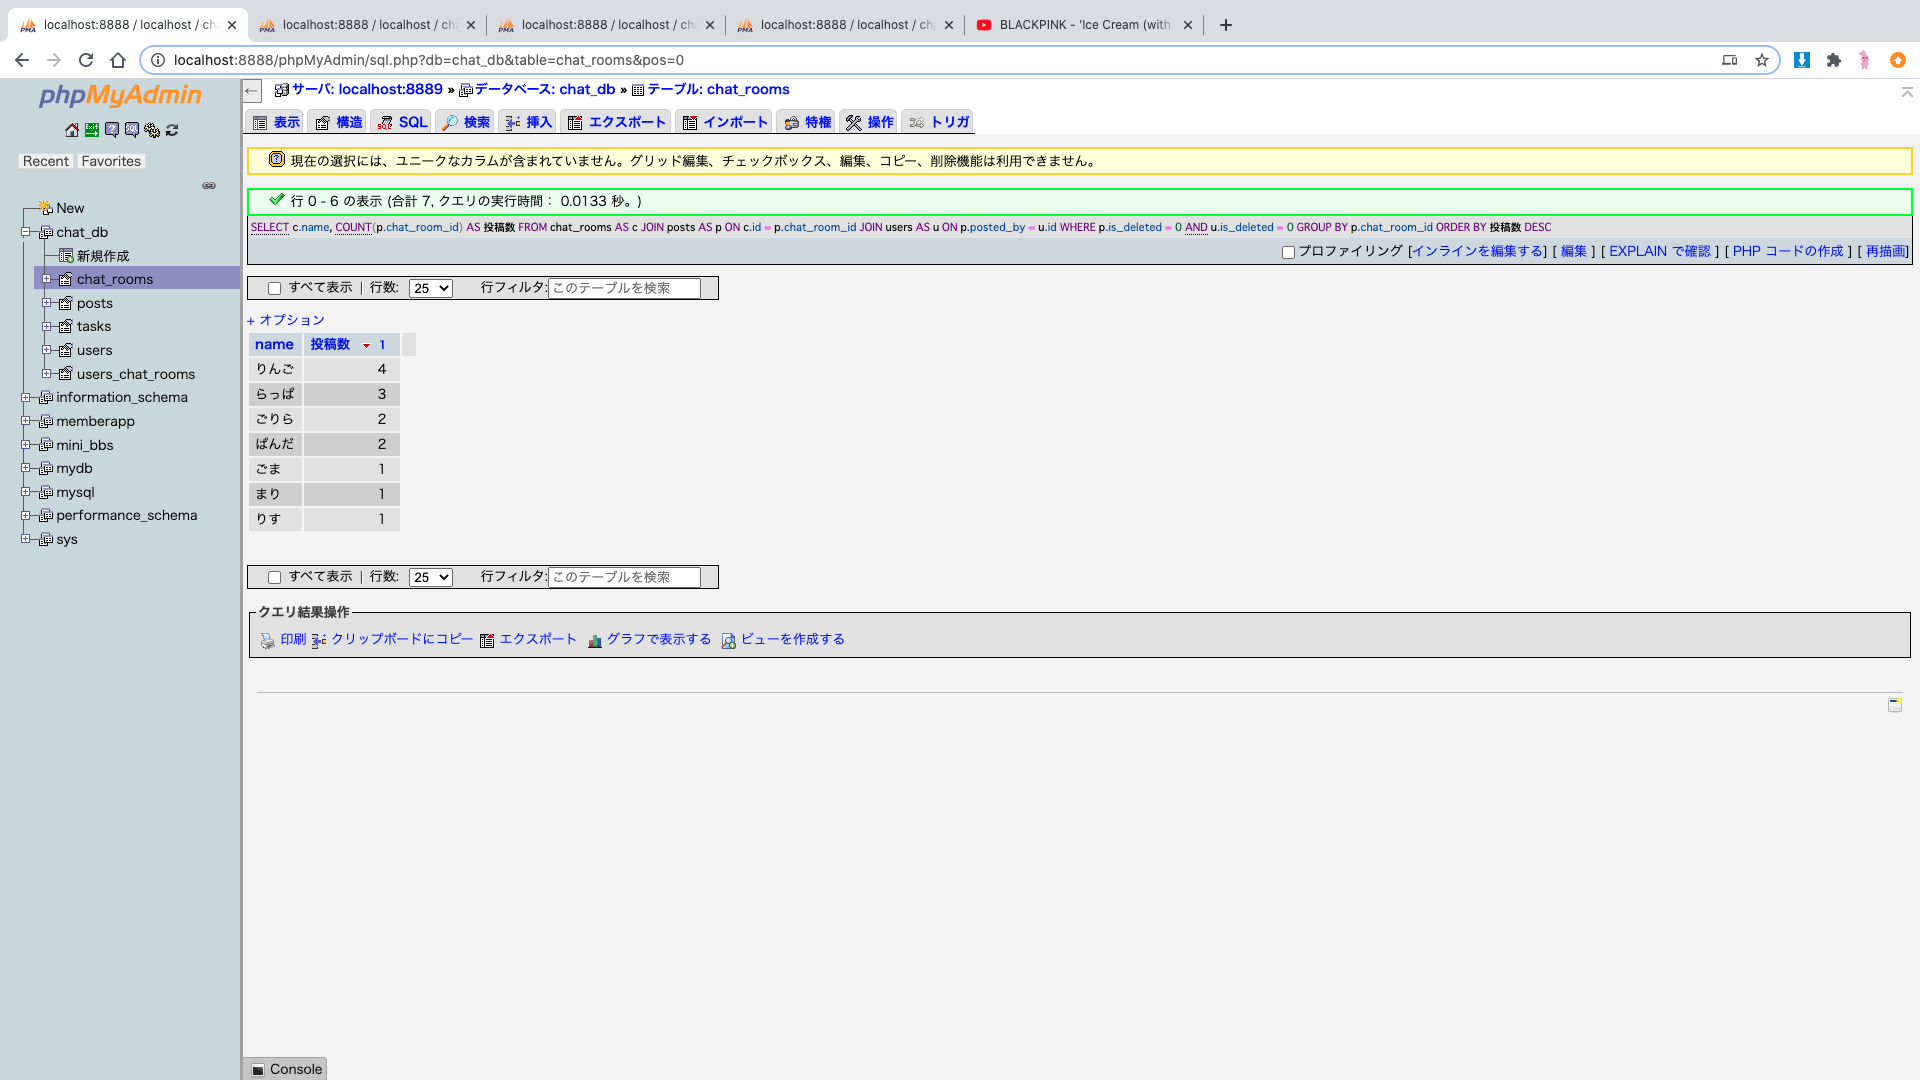 localhost:8888 / localhost / cha
localhost:8888 / localhost / cha
localhost:8888 / localhost / cha
localhost:8888 / localhost / cha
BLACKPINK - 'Ice Cream (with
localhost:8888/phpMyAdmin/sql.php?db=chat_db&table=chat_rooms&pos=0
phpMyAdmin
Recent Favorites
New
chat_db
新規作成
chat_rooms
posts
tasks
users
users_chat_rooms
information_schema
memberapp
mini_bbs
mydb
mysql
performance_schema
sys
サーバ: localhost:8889 » データベース: chat_db » テーブル: chat_rooms
表示 構造 SQL 検索 挿入 エクスポート インポート 特権 操作 トリガ
現在の選択には、ユニークなカラムが含まれていません。グリッド編集、チェックボックス、編集、コピー、削除機能は利用できません。
行 0 - 6 の表示 (合計 7, クエリの実行時間： 0.0133 秒。)
SELECT c.name, COUNT(p.chat_room_id) AS 投稿数 FROM chat_rooms AS c JOIN posts AS p ON c.id = p.chat_room_id JOIN users AS u ON p.posted_by = u.id WHERE p.is_deleted = 0 AND u.is_deleted = 0 GROUP BY p.chat_room_id ORDER BY 投稿数 DESC
プロファイリング [インラインを編集する] [ 編集 ] [ EXPLAIN で確認 ] [ PHP コードの作成 ] [ 再描画]
すべて表示 | 行数: 25 行フィルタ: このテーブルを検索
+ オプション
name 投稿数 1
りんご 4
らっぱ 3
ごりら 2
ぱんだ 2
ごま 1
まり 1
りす 1
すべて表示 | 行数: 25 行フィルタ: このテーブルを検索
クエリ結果操作
印刷 クリップボードにコピー エクスポート グラフで表示する ビューを作成する
Console